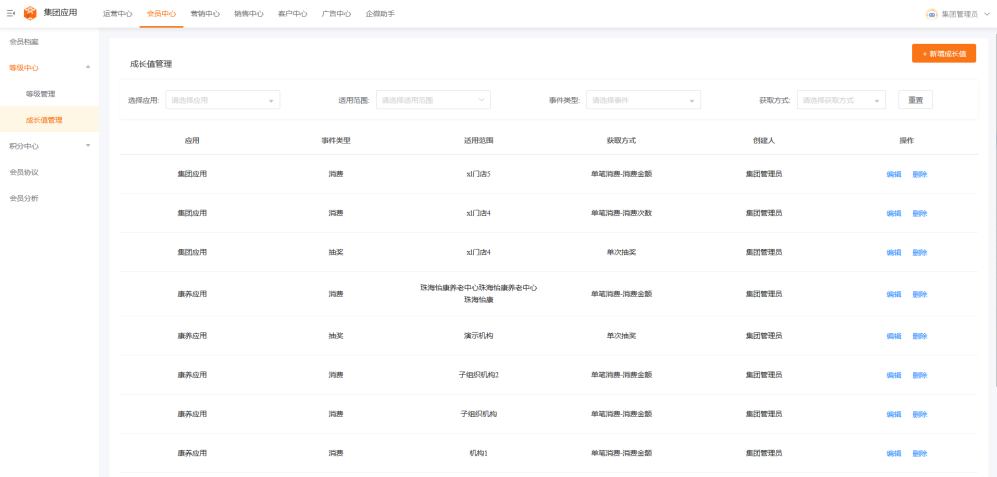 集团应用 运营中心 会员中心 营销中心 销售中心 客户中心 广告中心 企微助手 集团管理员
会员档案
等级中心
等级管理
成长值管理
积分中心
会员协议
会员分析
成长值管理 + 新增成长值
选择应用: 请选择应用 适用范围: 请选择适用范围 事件类型: 请选择事件 获取方式: 请选择获取方式 重置
应用 事件类型 适用范围 获取方式 创建人 操作
集团应用 消费 xl门店5 单笔消费-消费金额 集团管理员 编辑 删除
集团应用 消费 xl门店4 单笔消费-消费次数 集团管理员 编辑 删除
集团应用 抽奖 xl门店4 单次抽奖 集团管理员 编辑 删除
康养应用 消费 珠海怡康养老中心珠海怡康养老中心 单笔消费-消费金额 集团管理员 编辑 删除
珠海怡康
康养应用 抽奖 演示机构 单次抽奖 集团管理员 编辑 删除
康养应用 消费 子组织机构2 单笔消费-消费金额 集团管理员 编辑 删除
康养应用 消费 子组织机构 单笔消费-消费金额 集团管理员 编辑 删除
康养应用 消费 机构1 单笔消费-消费金额 集团管理员 编辑 删除